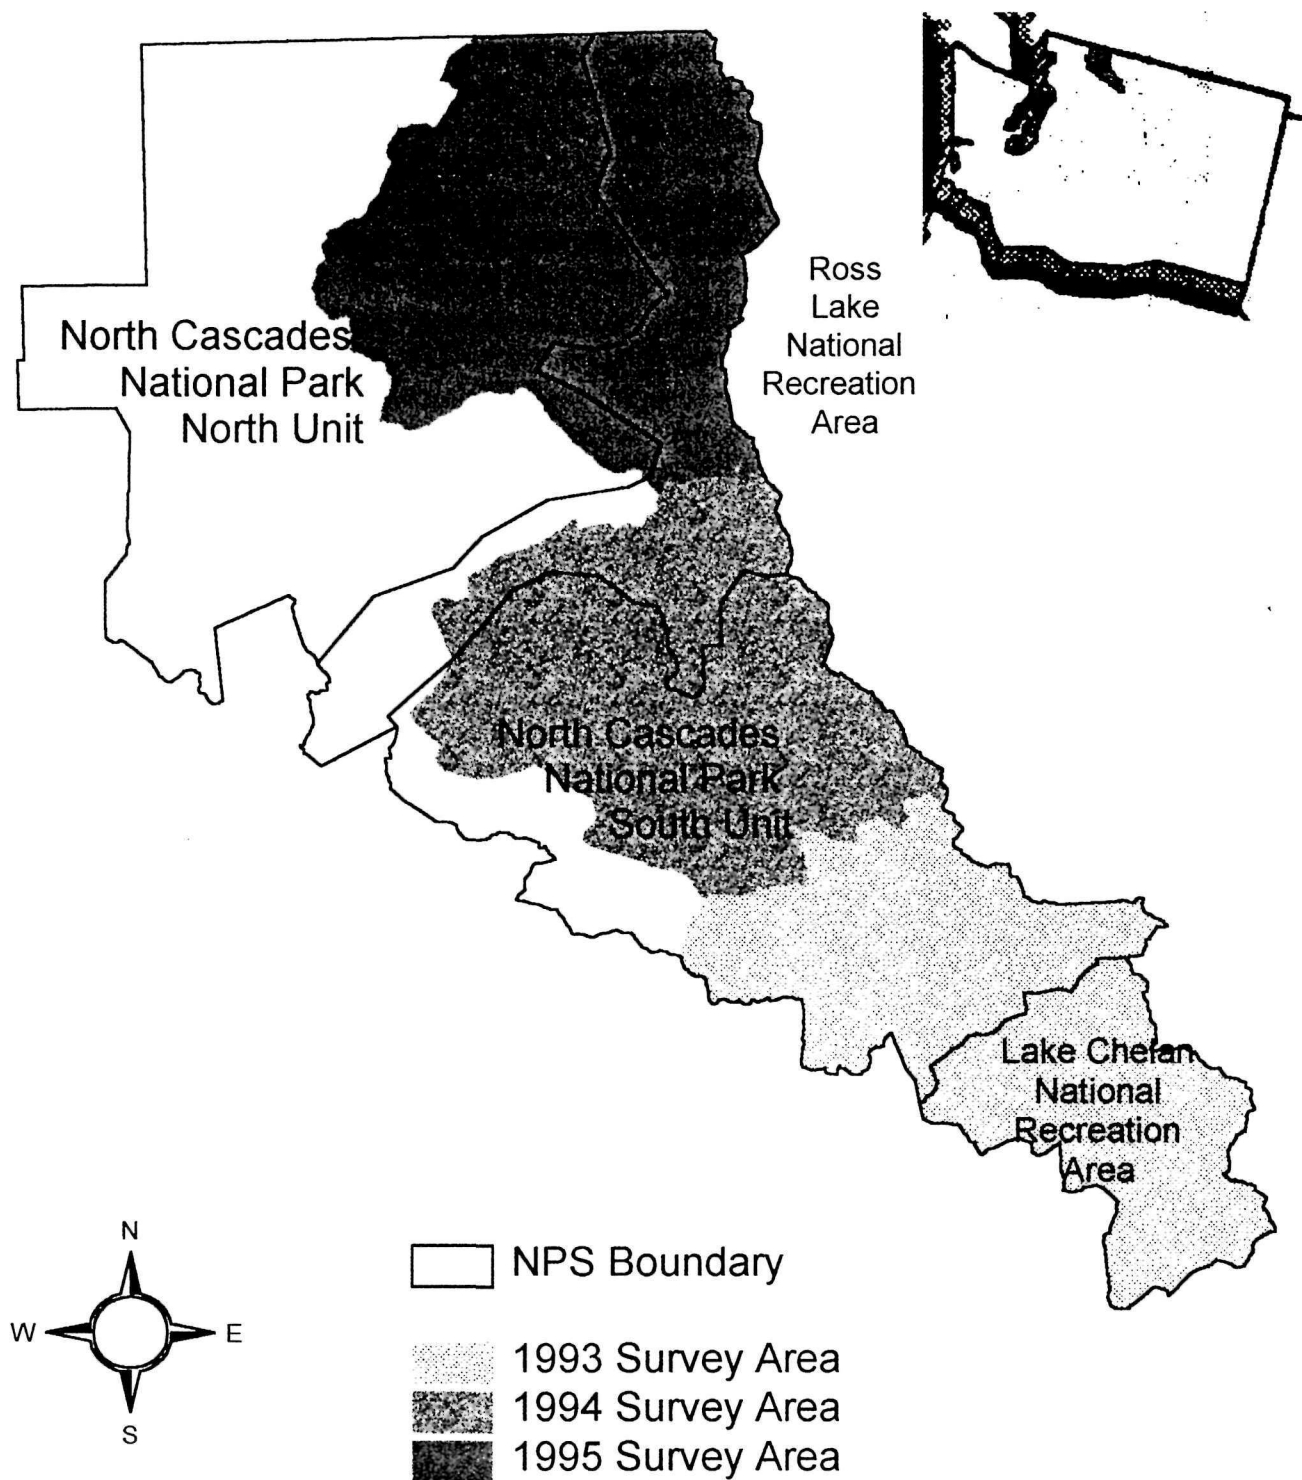 Ross
Lake
National
Recreation
Area
North Cascades
National Park
North Unit
North Cascades
National Park
South Unit
Lake Chelan
National
Recreation
Area
N
W
E
S
NPS Boundary
1993 Survey Area
1994 Survey Area
1995 Survey Area